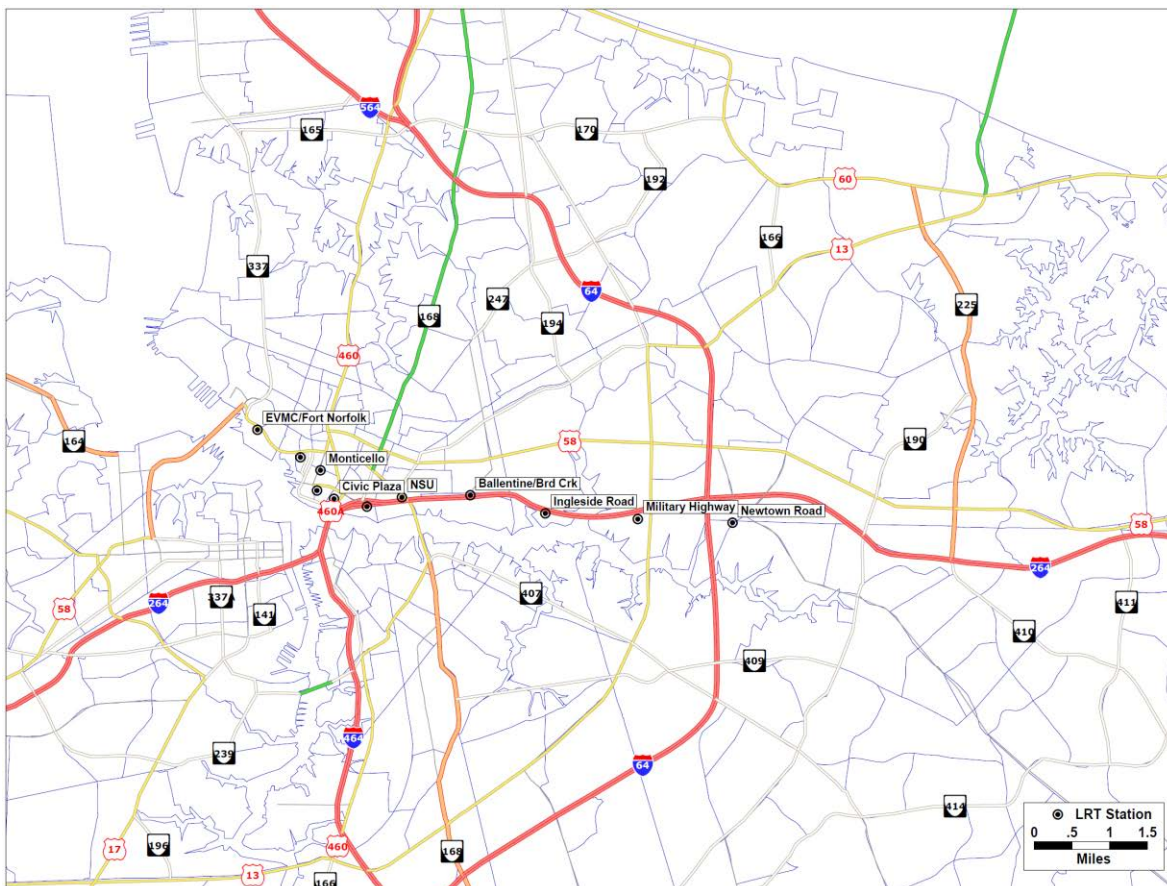 564
165
170
192
60
166
13
337
64
247
225
168
194
460
EVMC/Fort Norfolk
164
190
58
Monticello
Ballentine/Brd Crk
Civic Plaza
NSU
Ingleside Road
460A
Military Highway
Newtown Road
58
264
407
337A
264
58
141
411
410
409
464
239
64
414
LRT Station
0 .5 1 1.5
Miles
460
17
196
168
13
166